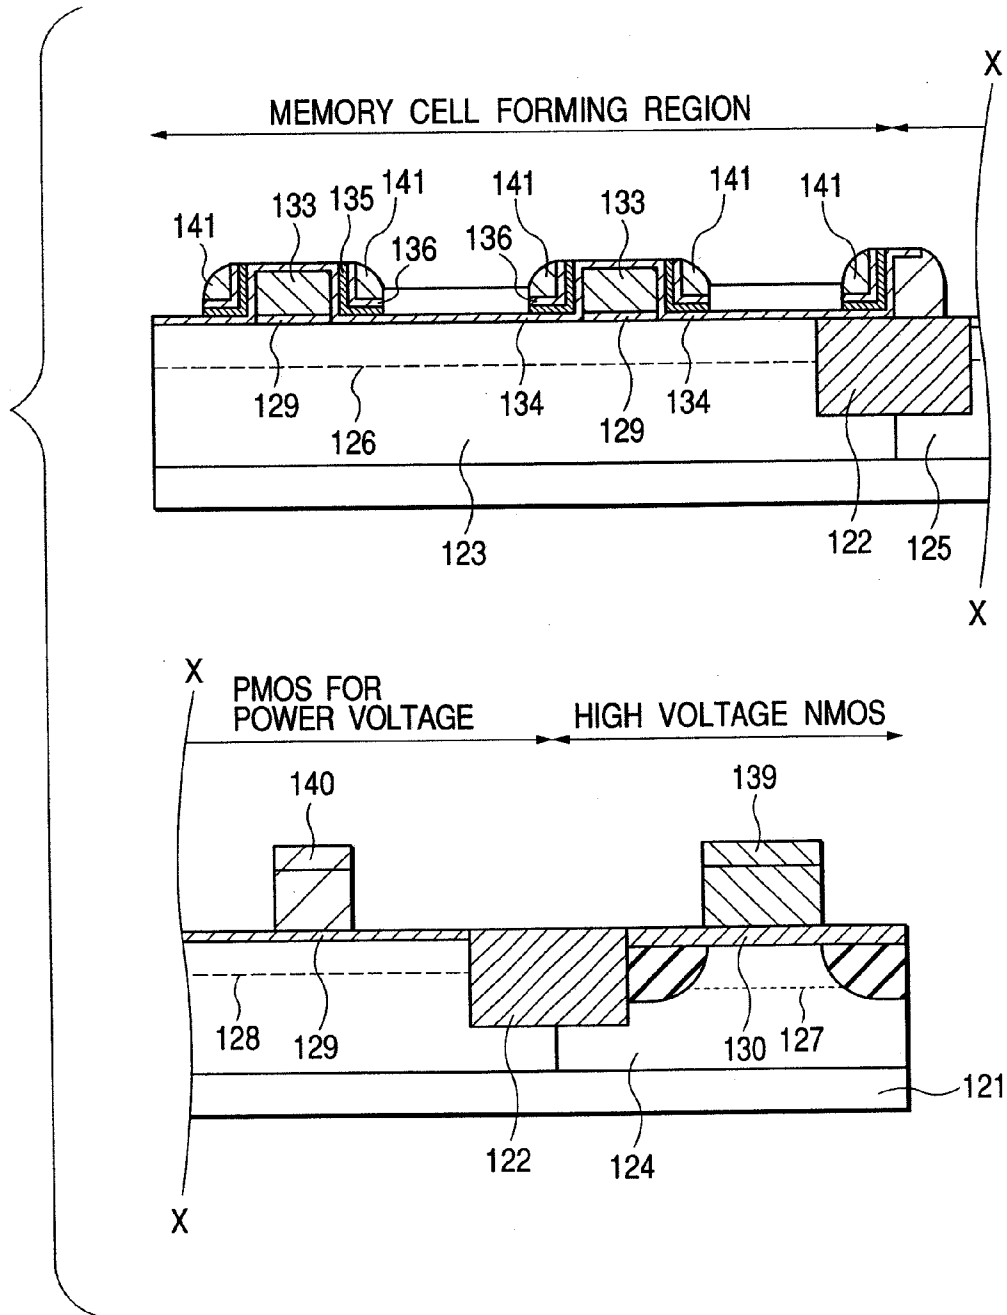 X
MEMORY CELL FORMING REGION
141 133 135 141 136 136 141 133 141 141
129 126 134 129 134
123 122 125
X
X
PMOS FOR
POWER VOLTAGE
HIGH VOLTAGE NMOS
140 139
128 129 130 127
121
122 124
X